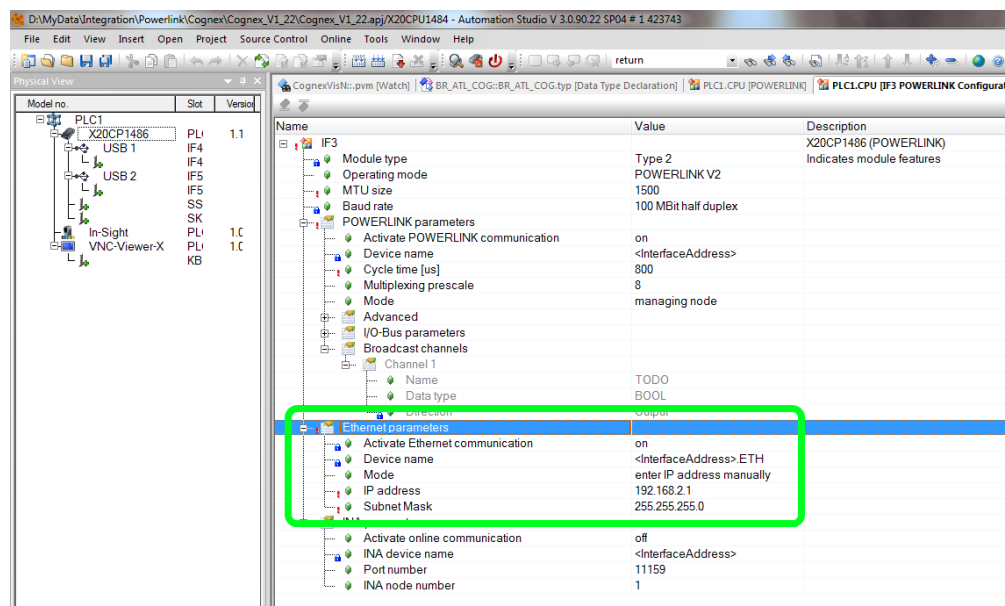 D:\MyData\Integration\Powerlink\Cognex\Cognex_V1_22\Cognex_V1_22.apj/X20CPU1484 - Automation Studio V 3.0.90.22 SP04 # 1 423743
File Edit View Insert Open Project Source Control Online Tools Window Help
return
Physical View
CognexVisN::.pvm [Watch] BR_ATL_COG::BR_ATL_COG.typ [Data Type Declaration] PLC1.CPU [POWERLINK] PLC1.CPU [IF3 POWERLINK Configurat
Model no. Slot Version
PLC1
X20CP1486 PL 1.1
USB 1 IF4
IF4
USB 2 IF5
IF5
SS
SK
In-Sight PL 1.0
VNC-Viewer-X PL 1.0
KB
Name Value Description
IF3 X20CP1486 (POWERLINK)
Module type Type 2 Indicates module features
Operating mode POWERLINK V2
MTU size 1500
Baud rate 100 MBit half duplex
POWERLINK parameters
Activate POWERLINK communication on
Device name <InterfaceAddress>
Cycle time [us] 800
Multiplexing prescale 8
Mode managing node
Advanced
I/O-Bus parameters
Broadcast channels
Channel 1
Name TODO
Data type BOOL
Direction Output
Ethernet parameters
Activate Ethernet communication on
Device name <InterfaceAddress>.ETH
Mode enter IP address manually
IP address 192.168.2.1
Subnet Mask 255.255.255.0
Activate online communication off
INA device name <InterfaceAddress>
Port number 11159
INA node number 1